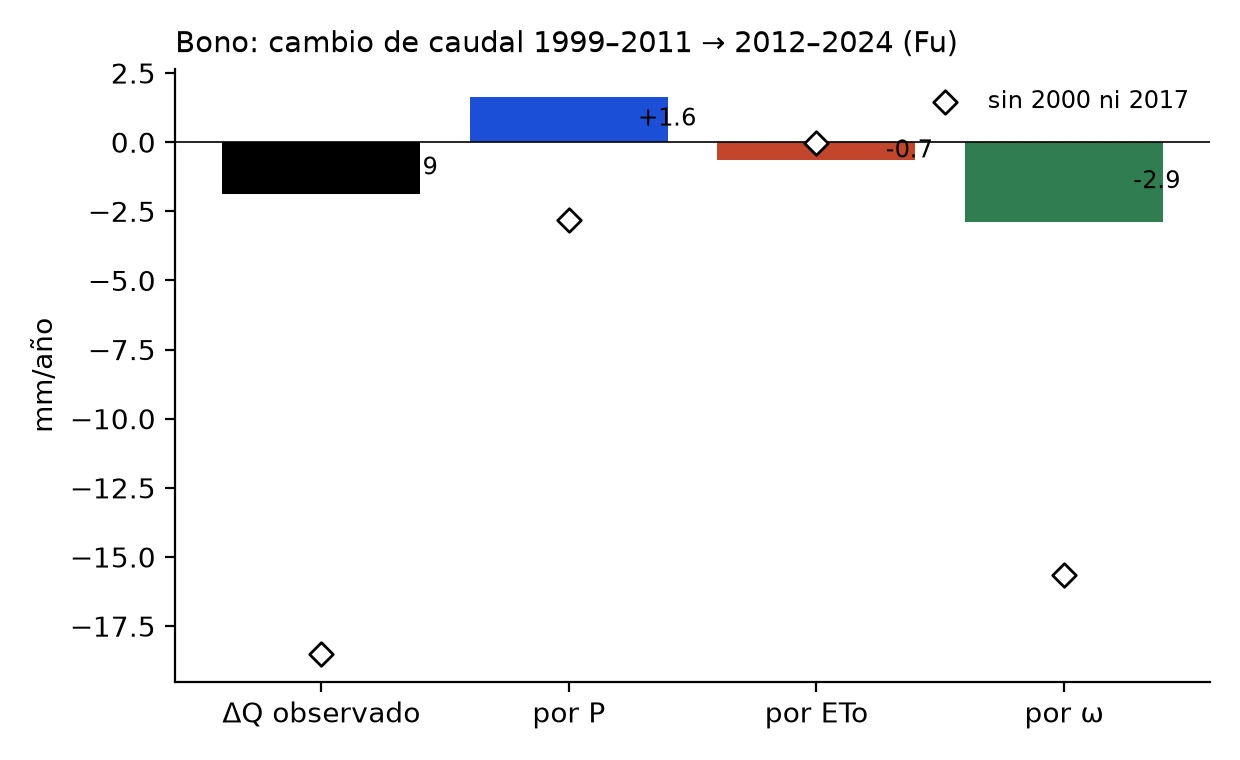 Bono: cambio de caudal 1999–2011 → 2012–2024 (Fu)
2.5
0.0
−2.5
−5.0
−7.5
−10.0
−12.5
−15.0
−17.5
mm/año
sin 2000 ni 2017
9
+1.6
-0.7
-2.9
ΔQ observado
por P
por ETo
por ω